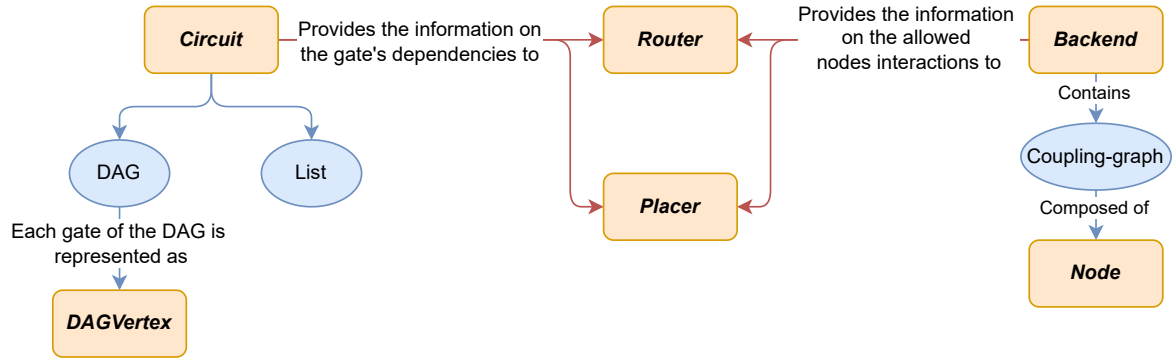 Circuit
Provides the information on
the gate's dependencies to
Router
Provides the information
on the allowed
nodes interactions to
Backend
Contains
DAG
List
Coupling-graph
Placer
Composed of
Each gate of the DAG is
represented as
Node
DAGVertex